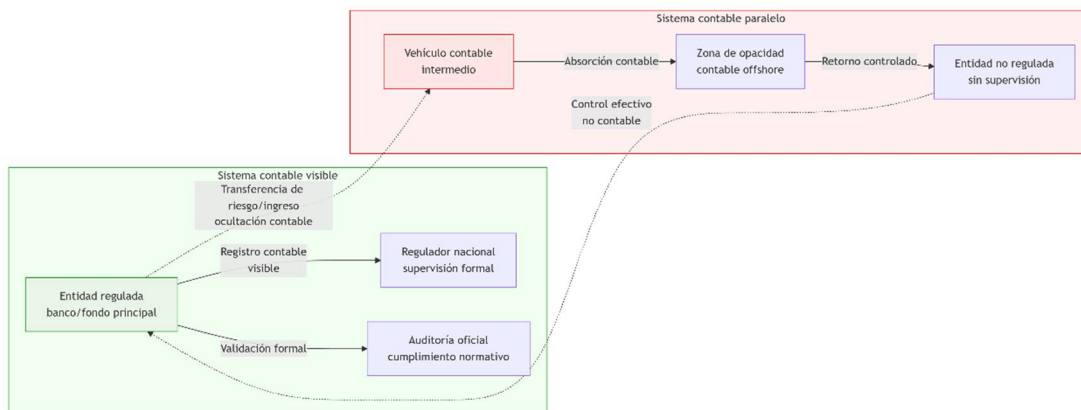 Sistema contable paralelo
Vehículo contable
intermedio
Absorción contable
Zona de opacidad
contable offshore
Retorno controlado
Entidad no regulada
sin supervisión
Control efectivo
no contable
Sistema contable visible
Transferencia de
riesgo/ingreso
ocultación contable
Registro contable
visible
Regulador nacional
supervisión formal
Entidad regulada
banco/fondo principal
Validación formal
Auditoría oficial
cumplimiento normativo